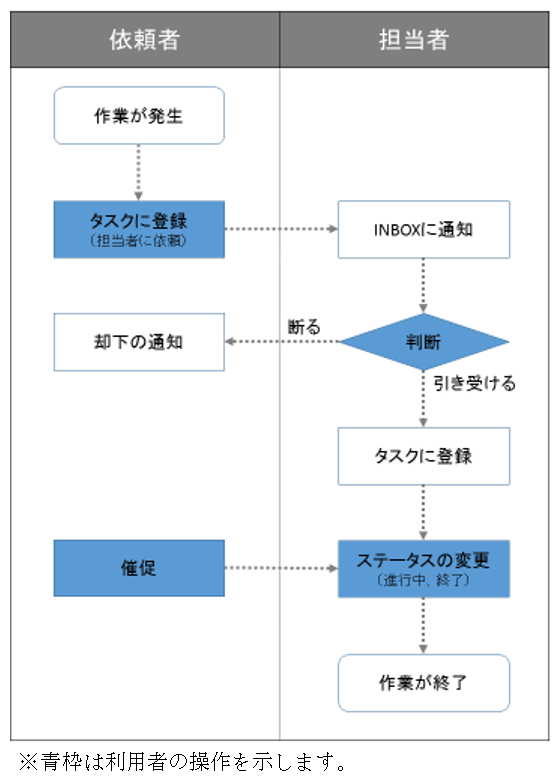 依頼者
担当者
作業が発生
タスクに登録
（担当者に依頼）
INBOXに通知
却下の通知
断る
判断
引き受ける
タスクに登録
催促
ステータスの変更
（進行中、終了）
作業が終了
※青枠は利用者の操作を示します。